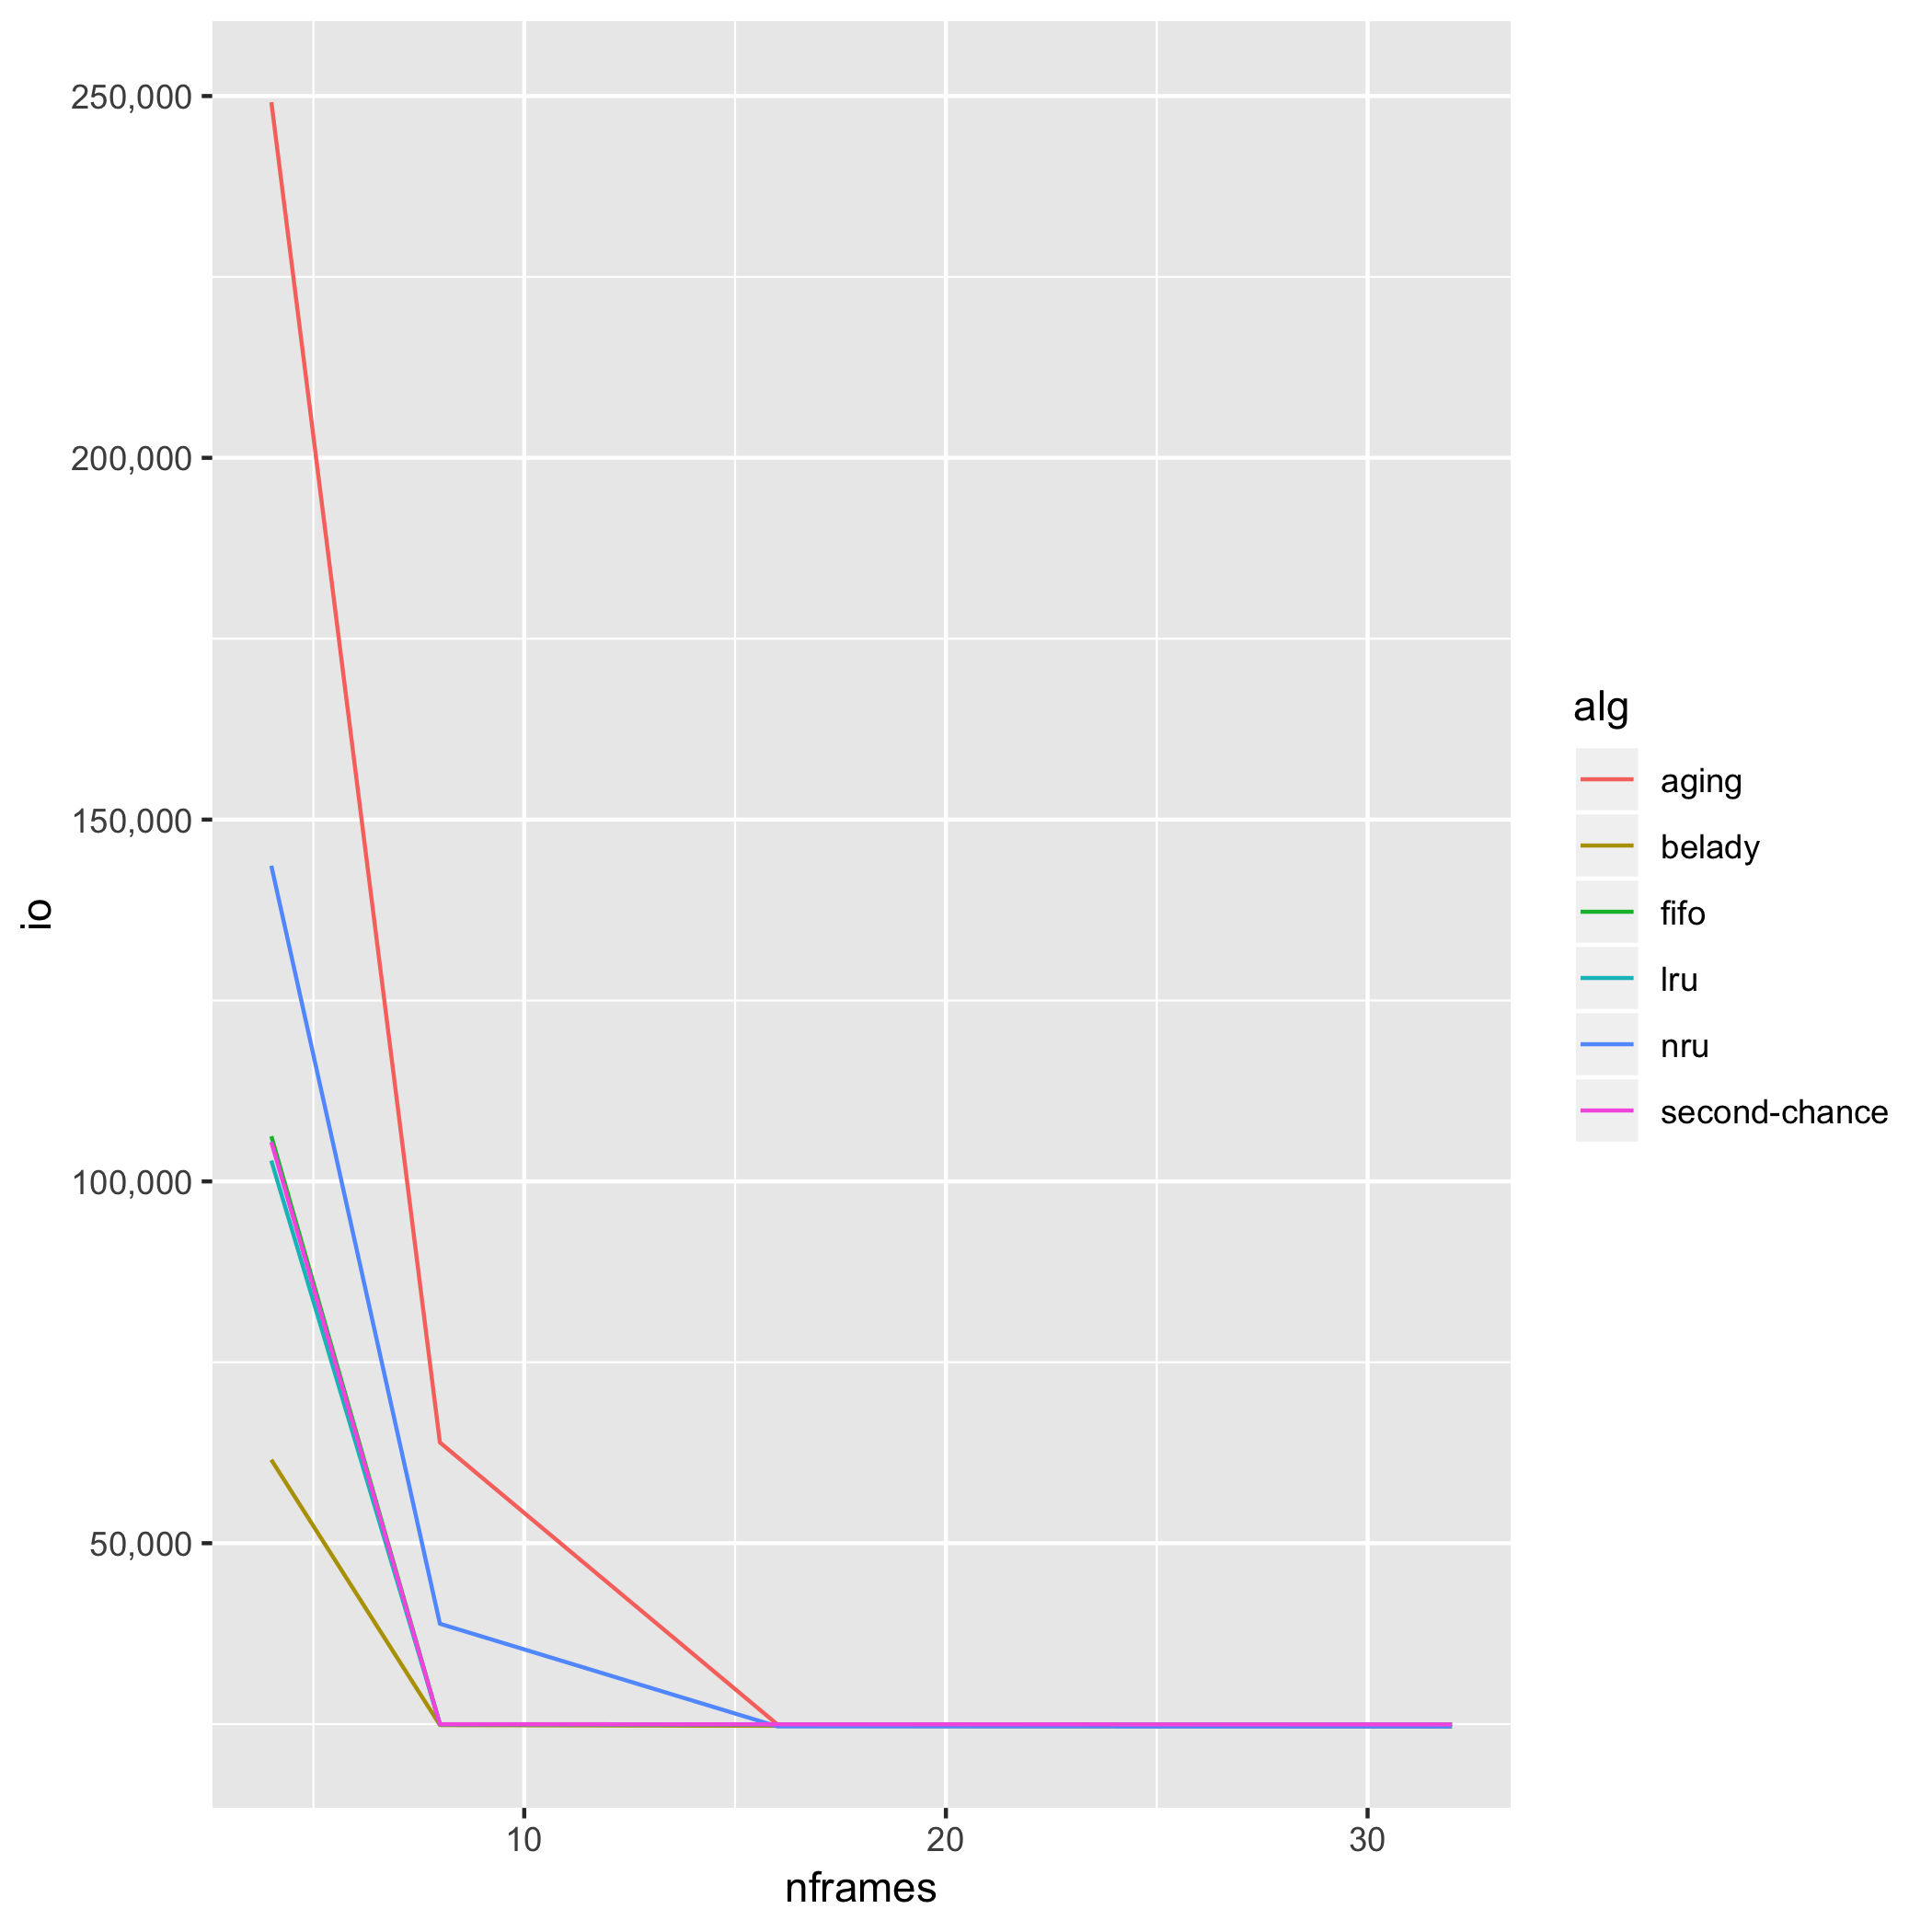 250,000
200,000
150,000
100,000
50,000
io
10
20
30
nframes
alg
aging
belady
fifo
lru
nru
second-chance